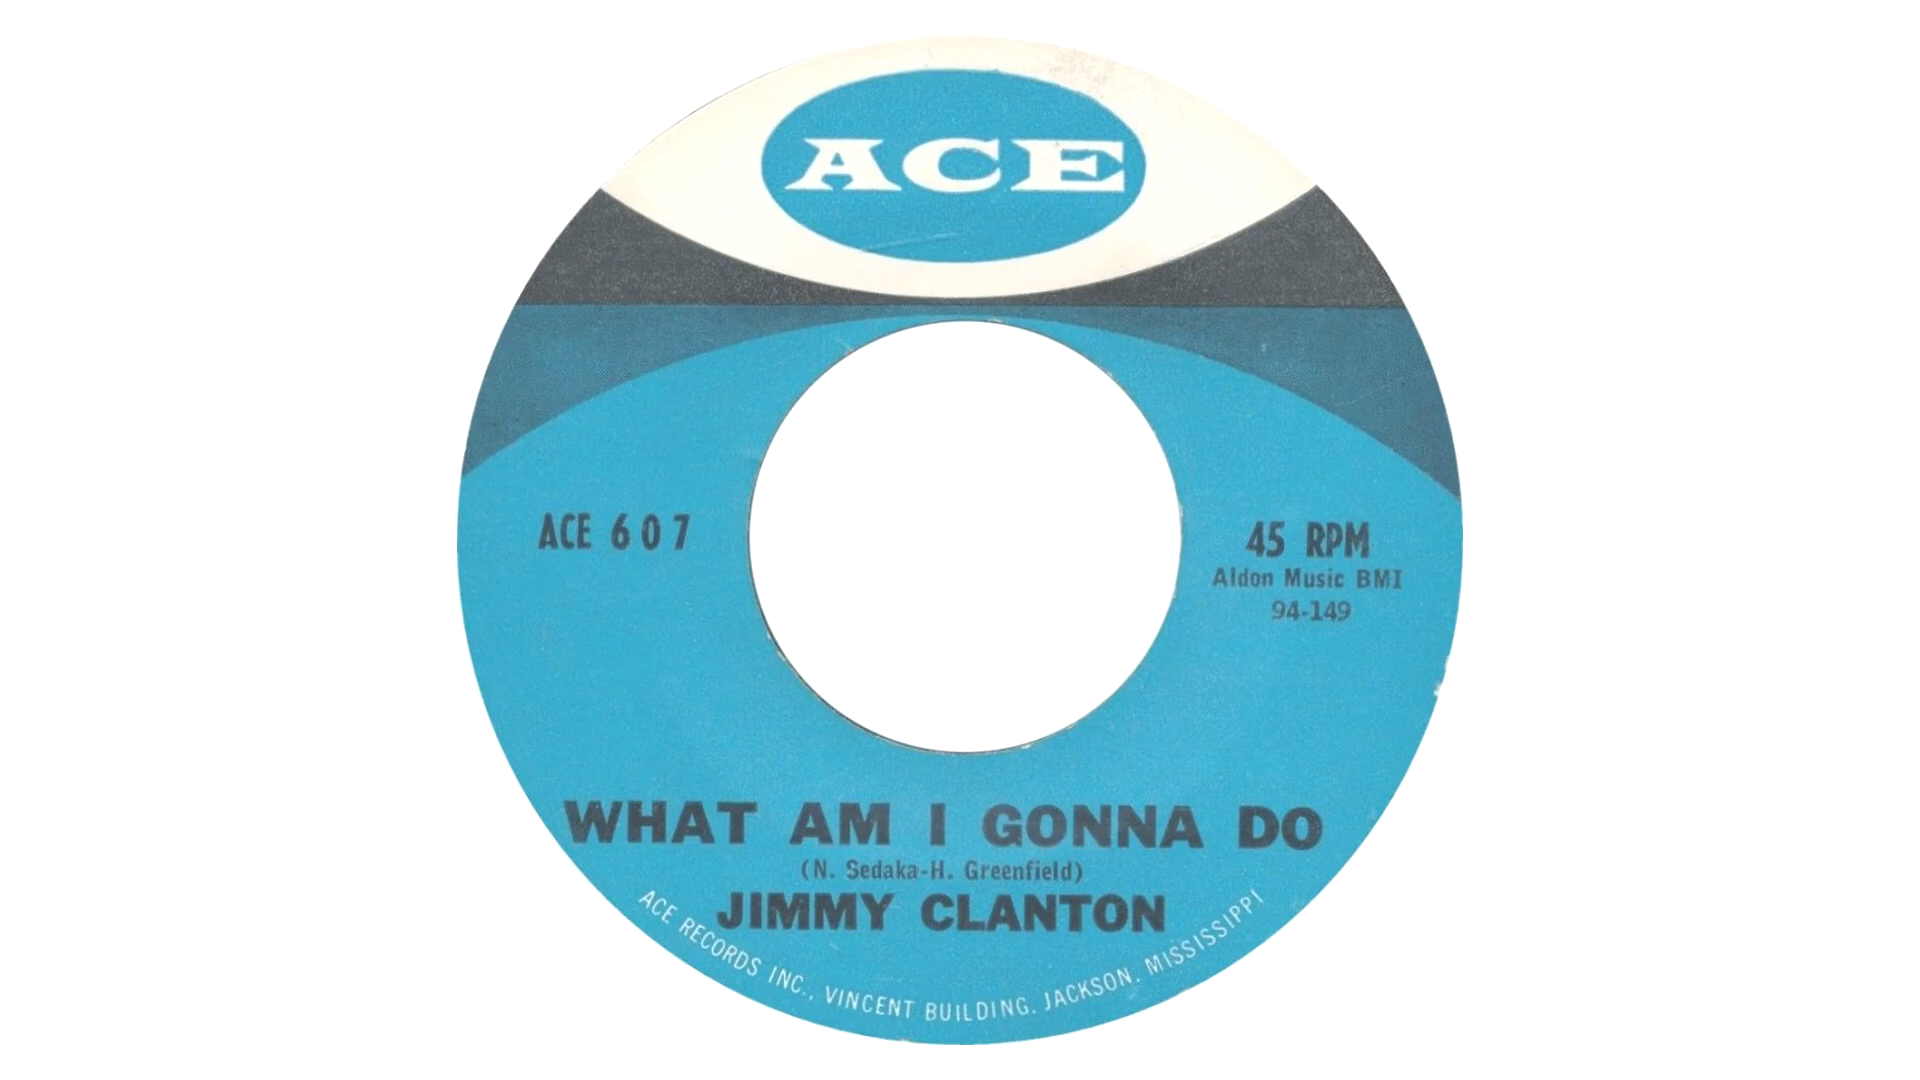 ACE
ACE 607
45 RPM
Aldon Music BMI
94-149
WHAT AM I GONNA DO
(N. Sedaka-H. Greenfield)
JIMMY CLANTON
ACE RECORDS INC., VINCENT BUILDING, JACKSON, MISSISSIPPI